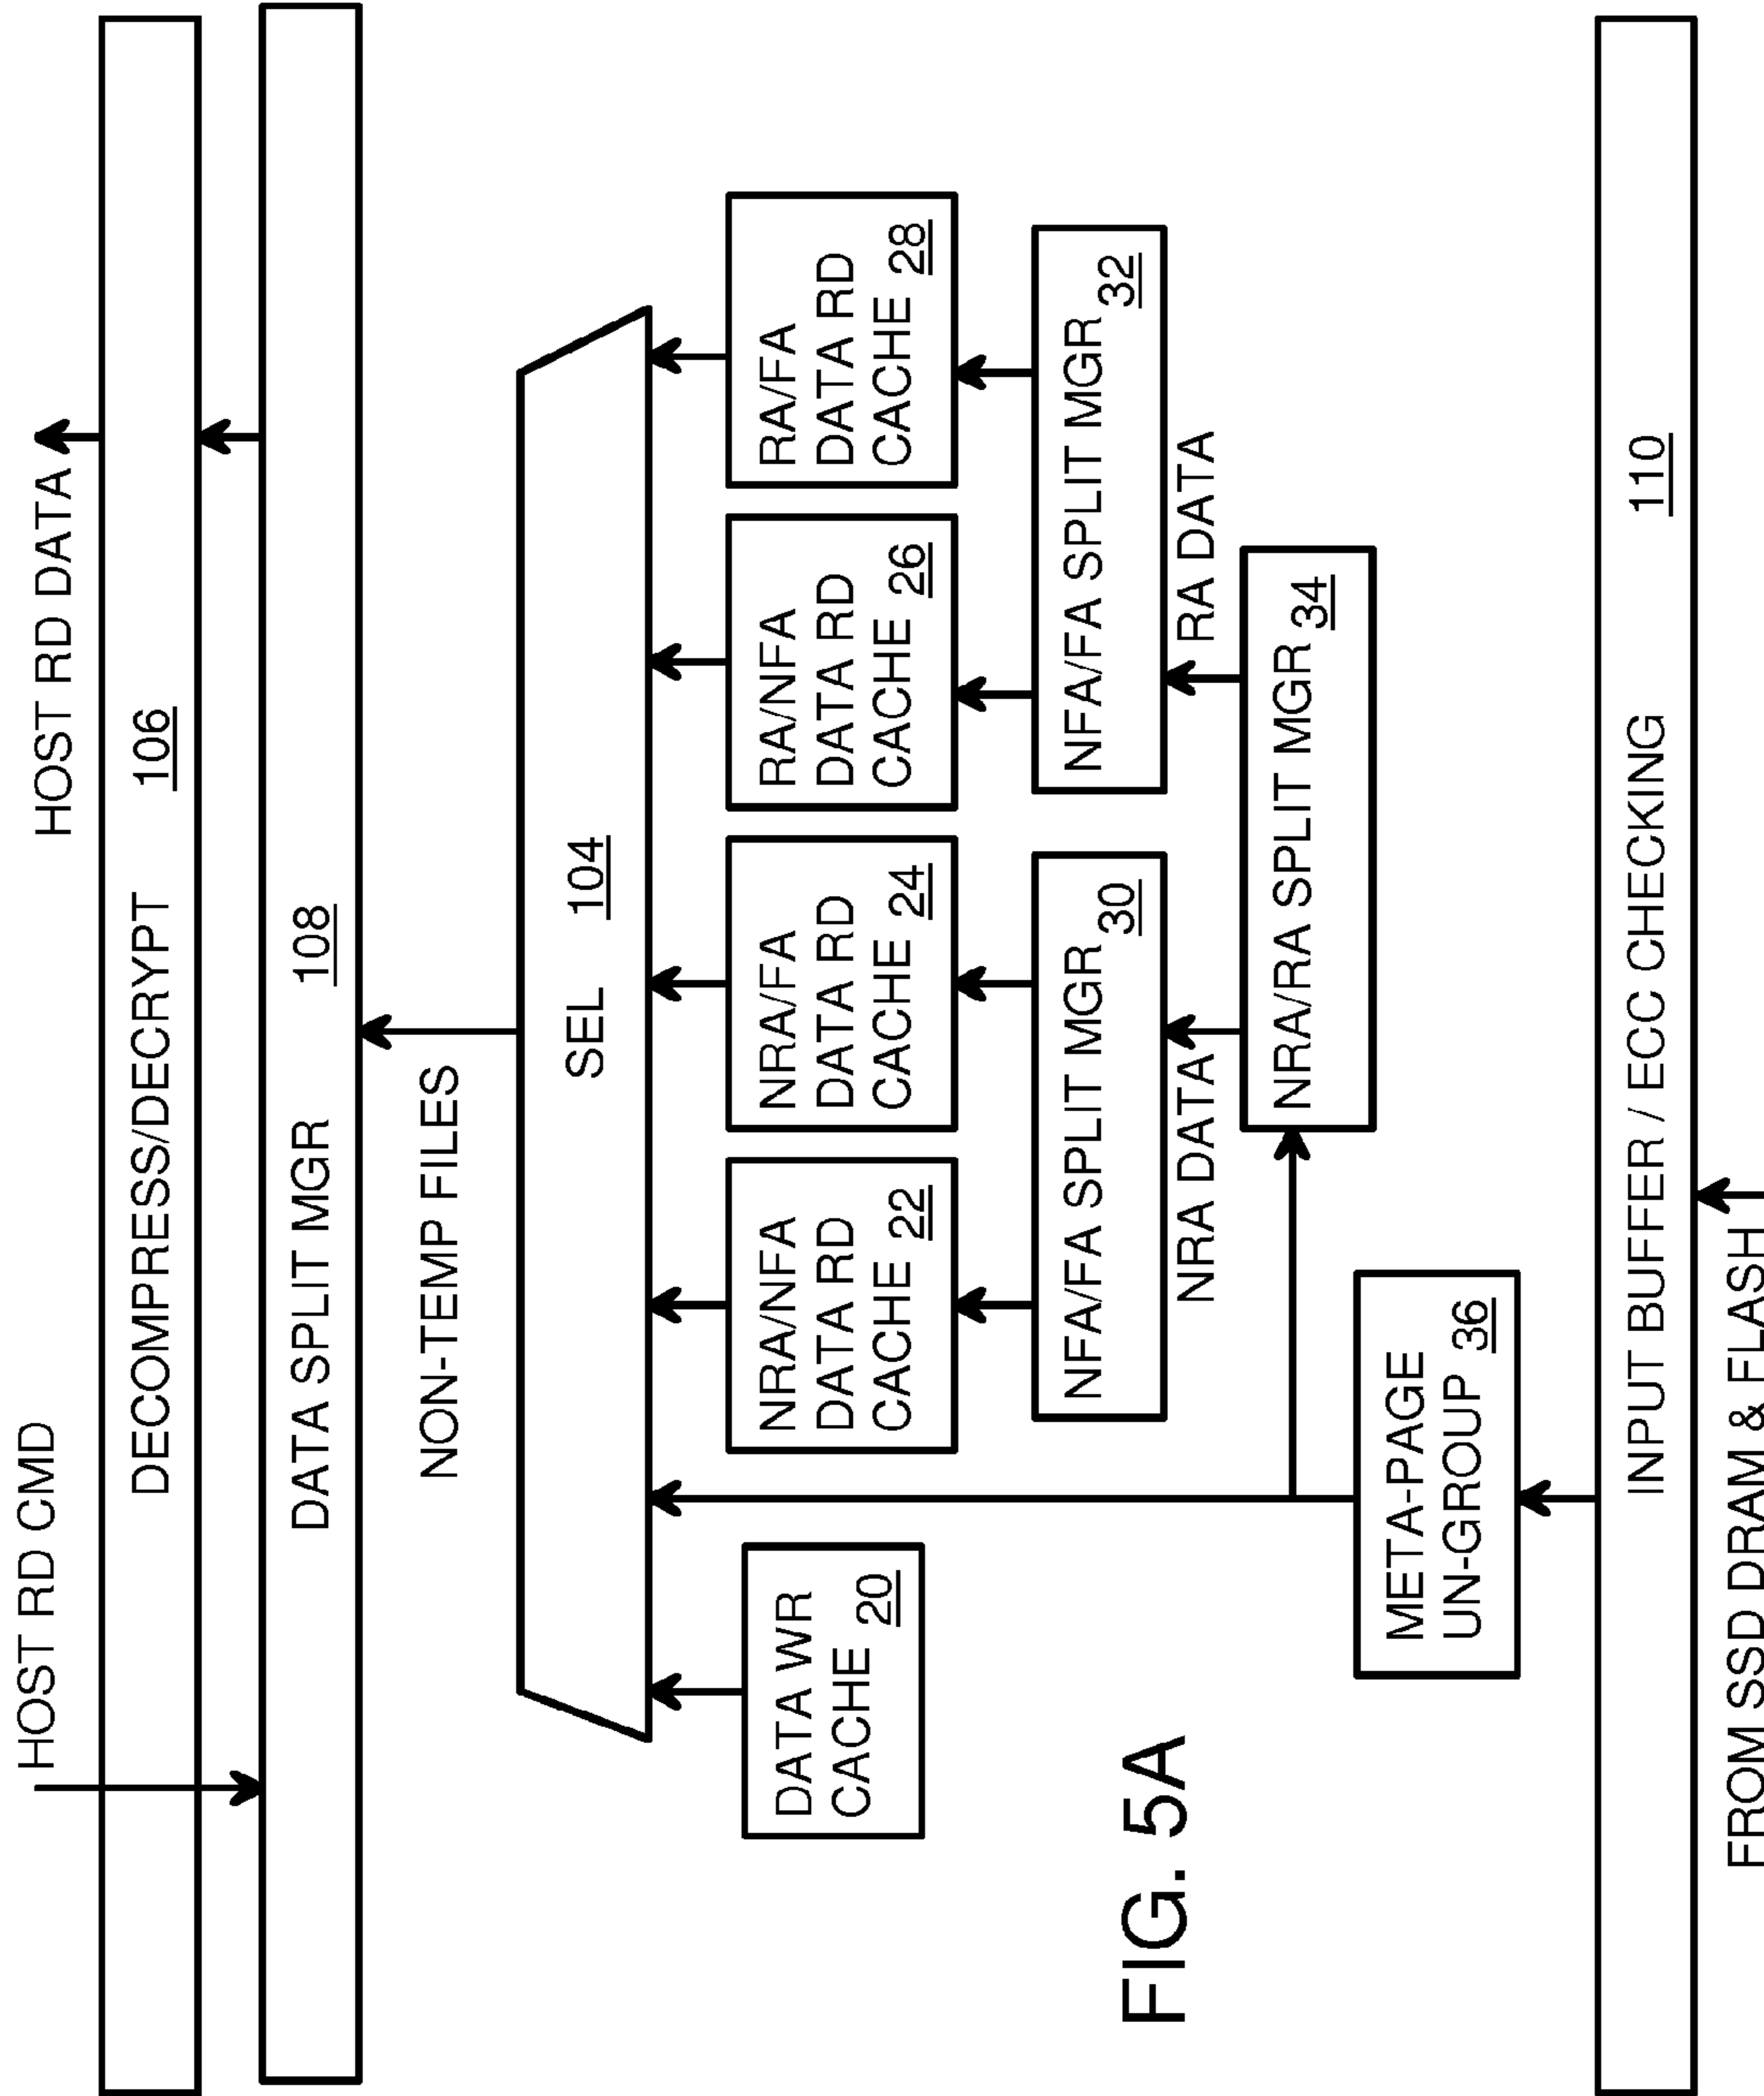 HOST RD CMD
HOST RD DATA
DECOMPRESS/DECRYPT 106
DATA SPLIT MGR 108
NON-TEMP FILES
SEL 104
DATA WR
CACHE 20
NRA/NFA
DATA RD
CACHE 22
NRA/FA
DATA RD
CACHE 24
RA/NFA
DATA RD
CACHE 26
RA/FA
DATA RD
CACHE 28
NFA/FA SPLIT MGR 30
NFA/FA SPLIT MGR 32
NRA DATA
RA DATA
NRA/RA SPLIT MGR 34
META-PAGE
UN-GROUP 36
FIG. 5A
INPUT BUFFER / ECC CHECKING 110
FROM SSD DRAM & FLASH